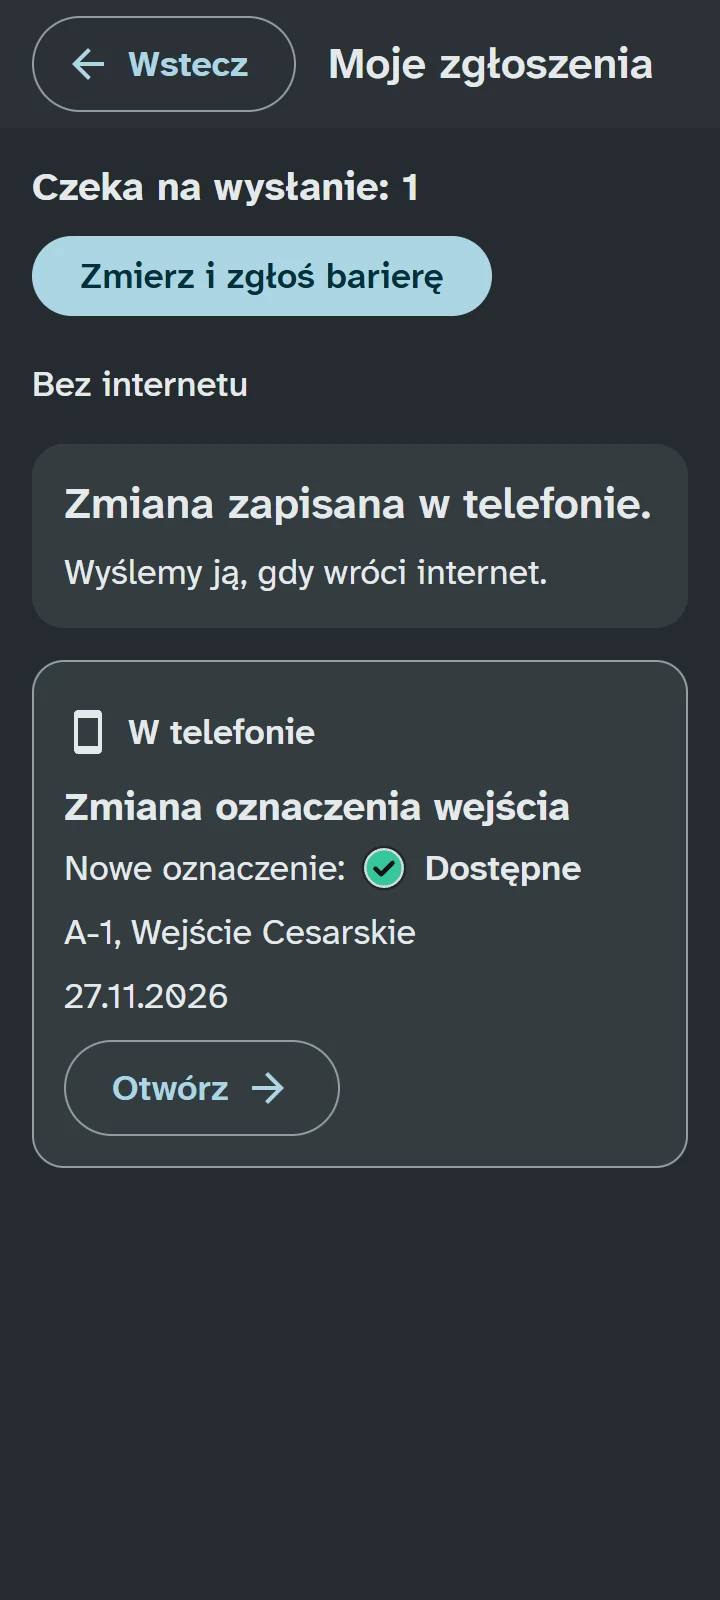 Wstecz
Moje zgłoszenia
Czeka na wysłanie: 1
Zmierz i zgłoś barierę
Bez internetu
Zmiana zapisana w telefonie.
Wyślemy ją, gdy wróci internet.
W telefonie
Zmiana oznaczenia wejścia
Nowe oznaczenie: Dostępne
A-1, Wejście Cesarskie
27.11.2026
Otwórz